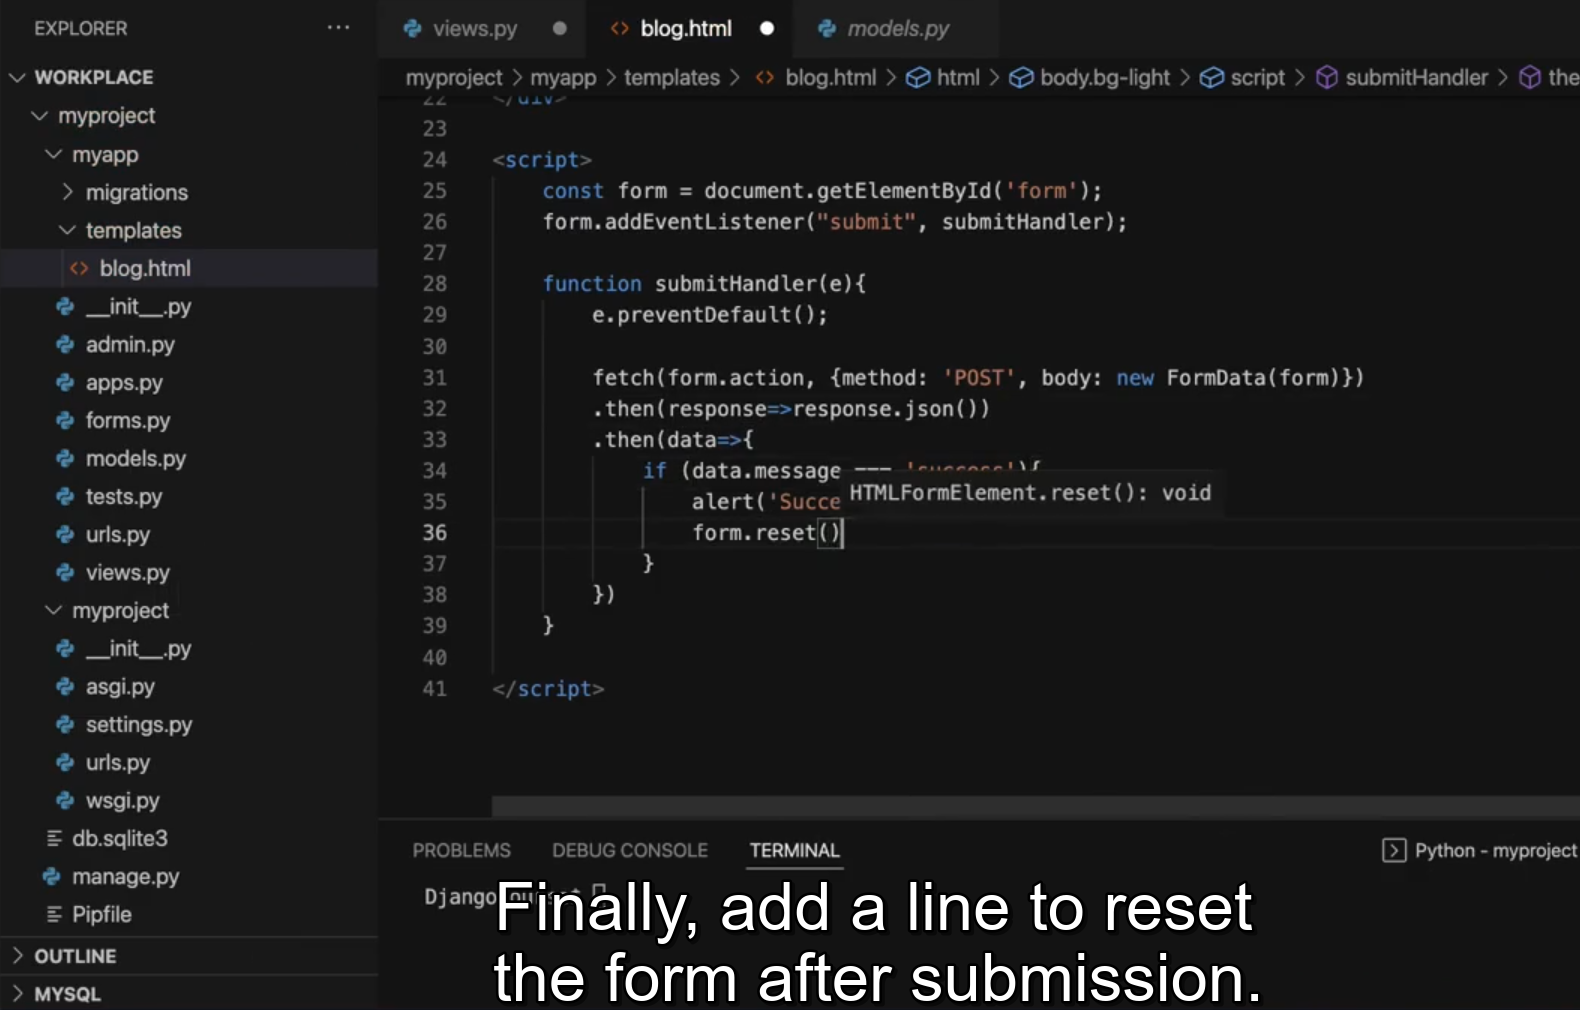 EXPLORER
WORKPLACE
myproject
myapp
migrations
templates
blog.html
__init__.py
admin.py
apps.py
forms.py
models.py
tests.py
urls.py
views.py
myproject
__init__.py
asgi.py
settings.py
urls.py
wsgi.py
db.sqlite3
manage.py
Pipfile
OUTLINE
MYSQL
views.py blog.html models.py
myproject > myapp > templates > blog.html > html > body.bg-light > script > submitHandler > the
22 </div>
23
24 <script>
25 const form = document.getElementById('form');
26 form.addEventListener("submit", submitHandler);
27
28 function submitHandler(e){
29 e.preventDefault();
30
31 fetch(form.action, {method: 'POST', body: new FormData(form)})
32 .then(response=>response.json())
33 .then(data=>{
34 if (data.message === 'success'){
HTMLFormElement.reset(): void
35 alert('Succe
36 form.reset()
37 }
38 })
39 }
40
41 </script>
PROBLEMS DEBUG CONSOLE TERMINAL Python - myproject
Django
Finally, add a line to reset
the form after submission.